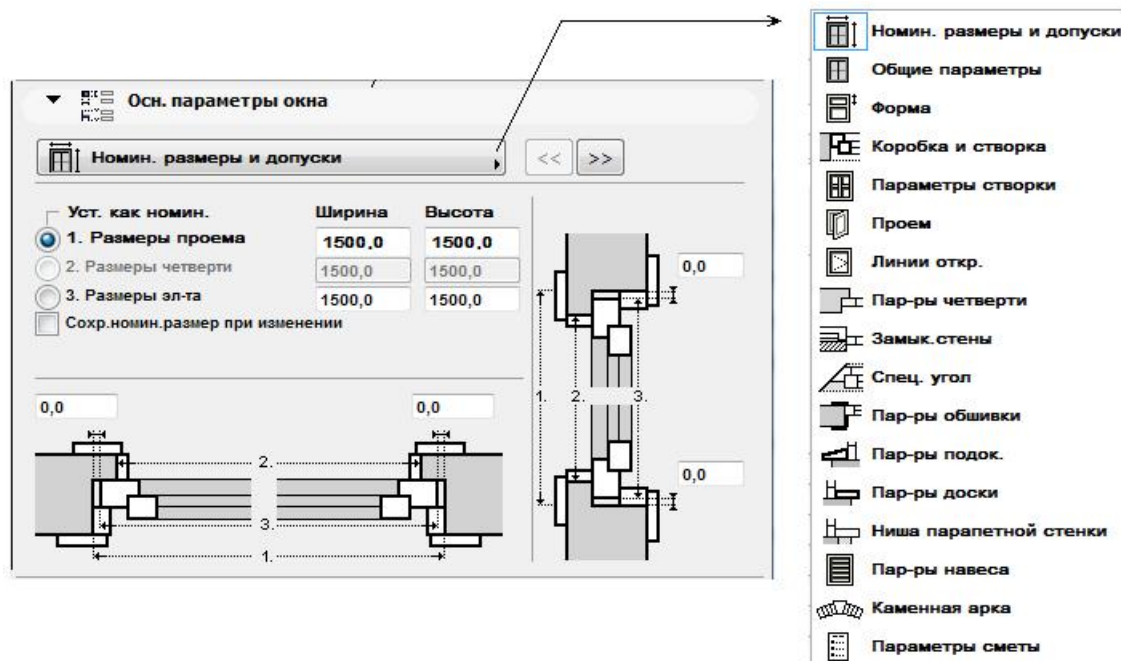 Осн. параметры окна
Номин. размеры и допуски
<< >>
Уст. как номин. Ширина Высота
1. Размеры проема 1500,0 1500,0
2. Размеры четверти 1500,0 1500,0
3. Размеры эл-та 1500,0 1500,0
Сохр.номин.размер при изменении
0,0 0,0
2.
3.
1.
0,0
1. 2. 3.
0,0
Номин. размеры и допуски
Общие параметры
Форма
Коробка и створка
Параметры створки
Проем
Линии откр.
Пар-ры четверти
Замык.стены
Спец. угол
Пар-ры обшивки
Пар-ры подок.
Пар-ры доски
Ниша парапетной стенки
Пар-ры навеса
Каменная арка
Параметры сметы